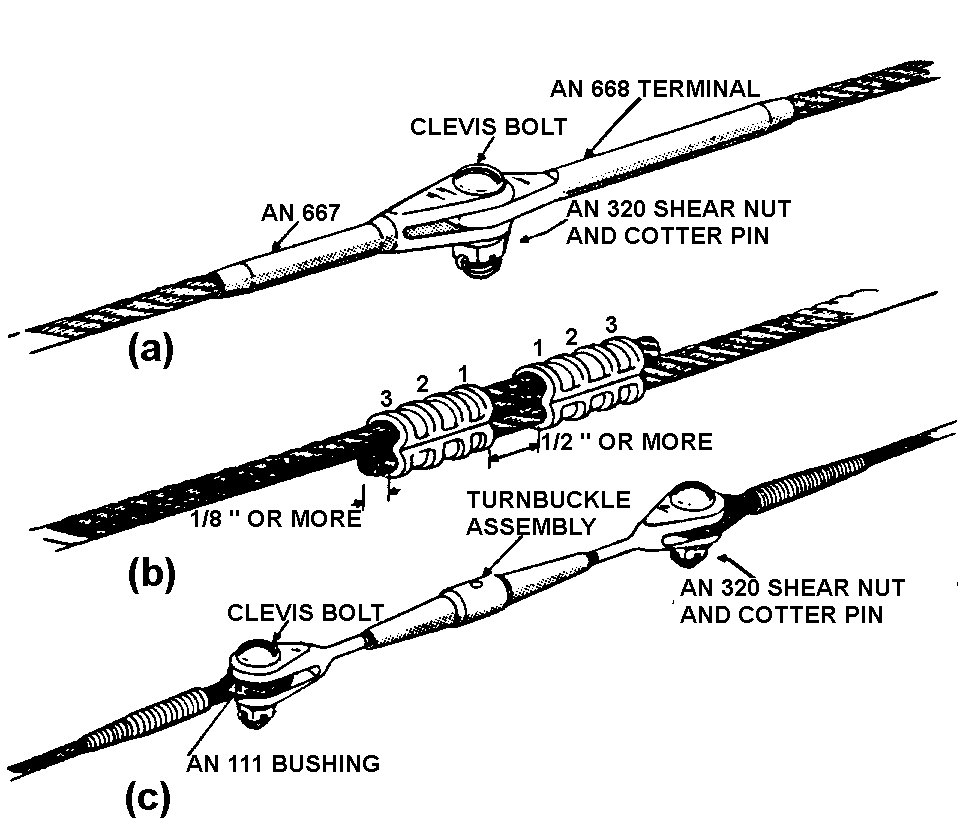 AN 668 TERMINAL
CLEVIS BOLT
AN 667
AN 320 SHEAR NUT
AND COTTER PIN
(a)
3 2 1
1 2 3
1/2 " OR MORE
1/8 " OR MORE
(b)
TURNBUCKLE
ASSEMBLY
AN 320 SHEAR NUT
AND COTTER PIN
CLEVIS BOLT
AN 111 BUSHING
(c)